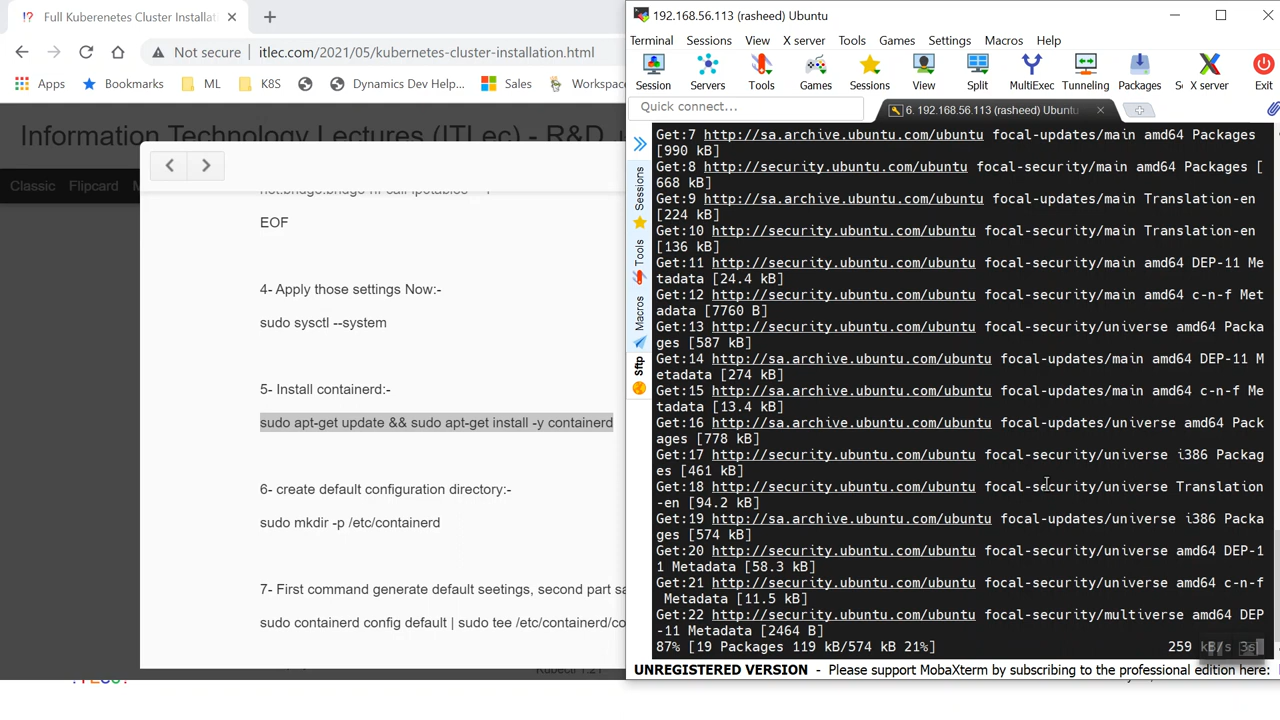 Full Kuberenetes Cluster Installat
Not secure
itlec.com/2021/05/kubernetes-cluster-installation.html
Apps
Bookmarks
ML
K8S
Dynamics Dev Help...
Sales
Workspac
Information Technology Lectures (ITLec) - R&D
Classic
Flipcard
EOF
4- Apply those settings Now:-
sudo sysctl --system
5- Install containerd:-
sudo apt-get update && sudo apt-get install -y containerd
6- create default configuration directory:-
sudo mkdir -p /etc/containerd
7- First command generate default seetings, second part sa
sudo containerd config default | sudo tee /etc/containerd/co
192.168.56.113 (rasheed) Ubuntu
Terminal Sessions View X server Tools Games Settings Macros Help
Session Servers Tools Games Sessions View Split MultiExec Tunneling Packages X server Exit
Quick connect...
6. 192.168.56.113 (rasheed) Ubuntu
Sessions
Tools
Macros
Sftp
Get:7 http://sa.archive.ubuntu.com/ubuntu focal-updates/main amd64 Packages
[990 kB]
Get:8 http://security.ubuntu.com/ubuntu focal-security/main amd64 Packages [
668 kB]
Get:9 http://sa.archive.ubuntu.com/ubuntu focal-updates/main Translation-en
[224 kB]
Get:10 http://security.ubuntu.com/ubuntu focal-security/main Translation-en
[136 kB]
Get:11 http://security.ubuntu.com/ubuntu focal-security/main amd64 DEP-11 Me
tadata [24.4 kB]
Get:12 http://security.ubuntu.com/ubuntu focal-security/main amd64 c-n-f Met
adata [7760 B]
Get:13 http://security.ubuntu.com/ubuntu focal-security/universe amd64 Packa
ges [587 kB]
Get:14 http://sa.archive.ubuntu.com/ubuntu focal-updates/main amd64 DEP-11 M
etadata [274 kB]
Get:15 http://sa.archive.ubuntu.com/ubuntu focal-updates/main amd64 c-n-f Me
tadata [13.4 kB]
Get:16 http://sa.archive.ubuntu.com/ubuntu focal-updates/universe amd64 Pack
ages [778 kB]
Get:17 http://security.ubuntu.com/ubuntu focal-security/universe i386 Packag
es [461 kB]
Get:18 http://security.ubuntu.com/ubuntu focal-security/universe Translation
-en [94.2 kB]
Get:19 http://sa.archive.ubuntu.com/ubuntu focal-updates/universe i386 Packa
ges [574 kB]
Get:20 http://security.ubuntu.com/ubuntu focal-security/universe amd64 DEP-1
1 Metadata [58.3 kB]
Get:21 http://security.ubuntu.com/ubuntu focal-security/universe amd64 c-n-f
Metadata [11.5 kB]
Get:22 http://security.ubuntu.com/ubuntu focal-security/multiverse amd64 DEP
-11 Metadata [2464 B]
87% [19 Packages 119 kB/574 kB 21%] 259 kB/s 3s
UNREGISTERED VERSION - Please support MobaXterm by subscribing to the professional edition here: